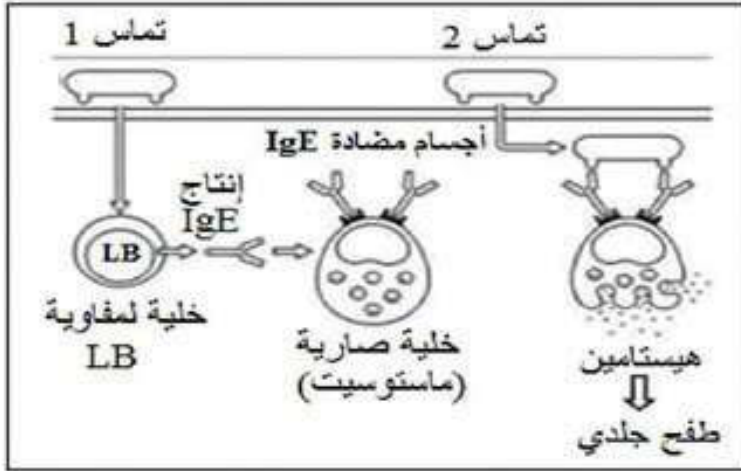 تماس 1
تماس 2
أجسام مضادة IgE
إنتاج
IgE
LB
خلية لمفاوية
LB
خلية صارية
(ماستوسيت)
هيستامين
طفح جلدي